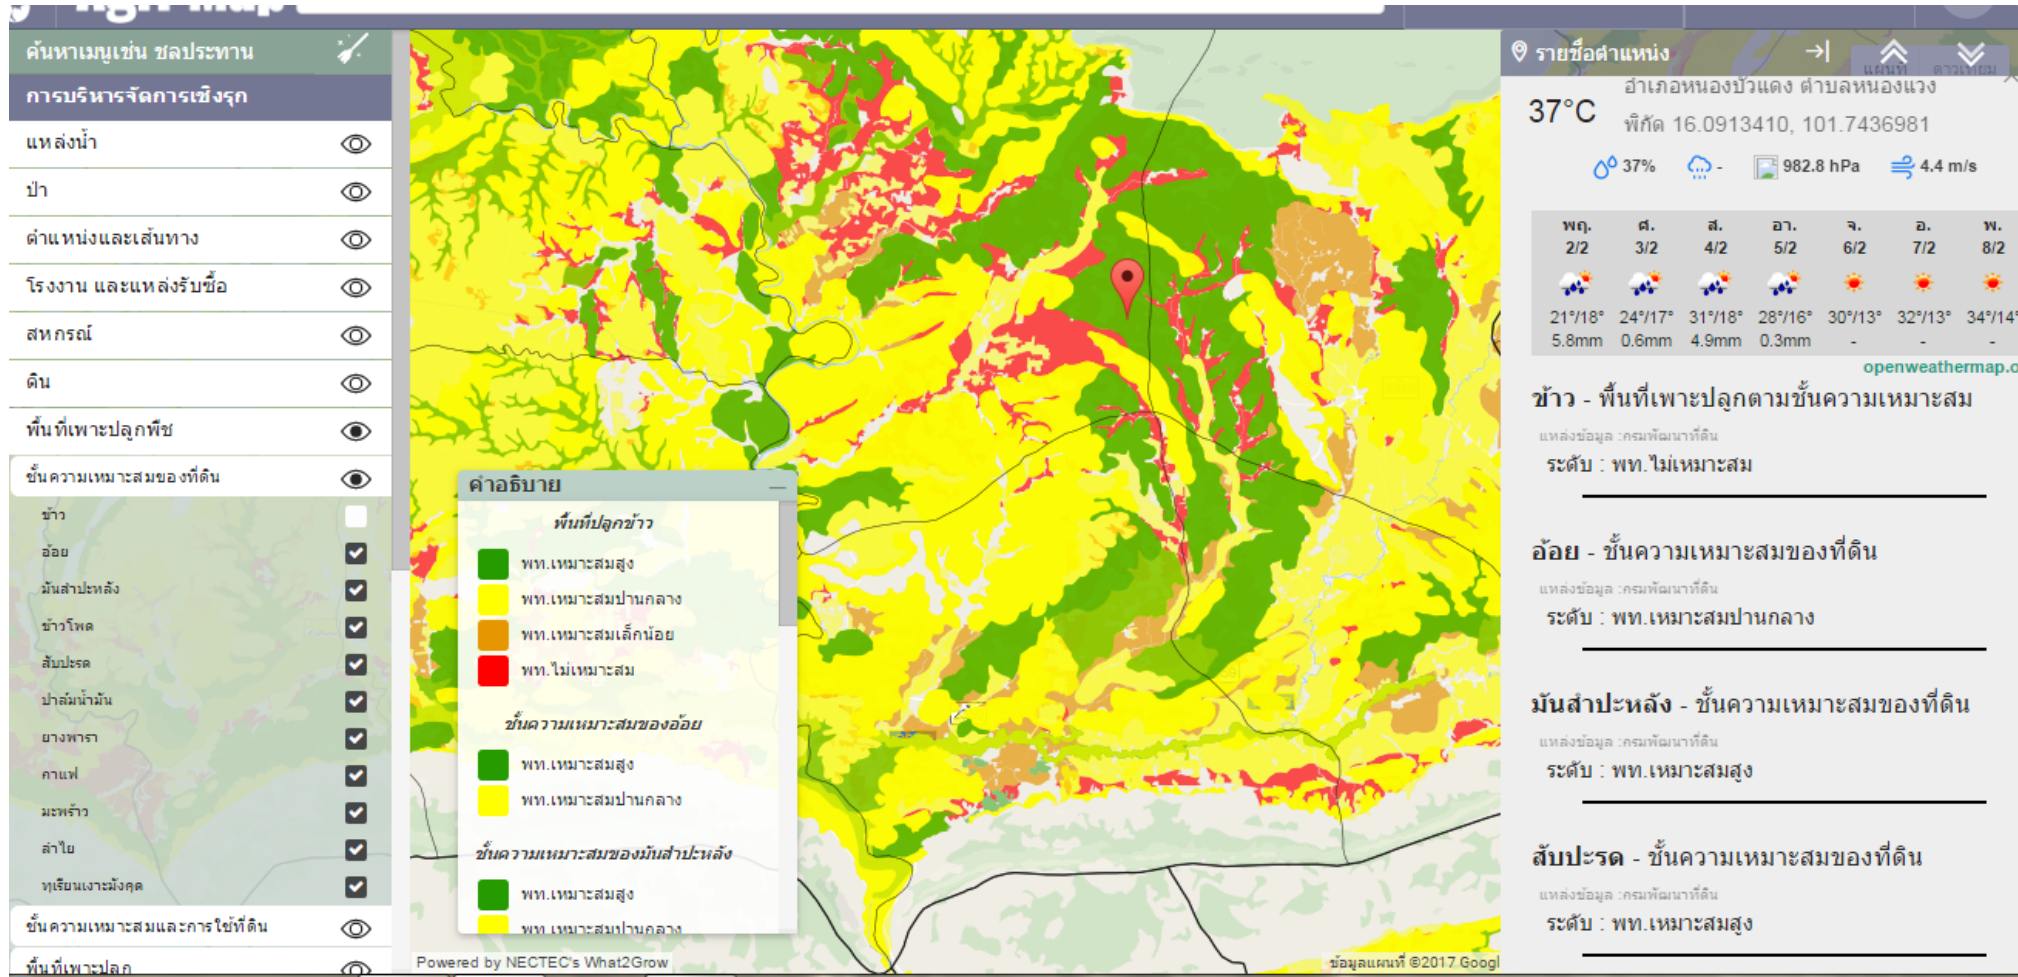 Agri-Map
ค้นหาเมนูเช่น ชลประทาน
การบริหารจัดการเชิงรุก
แหล่งน้ำ
ป่า
ตำแหน่งและเส้นทาง
โรงงาน และแหล่งรับซื้อ
สหกรณ์
ดิน
พื้นที่เพาะปลูกพืช
ชั้นความเหมาะสมของที่ดิน
ข้าว
อ้อย
มันสำปะหลัง
ข้าวโพด
สับปะรด
ปาล์มน้ำมัน
ยางพารา
กาแฟ
มะพร้าว
ลำไย
ทุเรียนเงาะมังคุด
ชั้นความเหมาะสมและการใช้ที่ดิน
พื้นที่เพาะปลูก
คำอธิบาย
พื้นที่ปลูกข้าว
พท.เหมาะสมสูง
พท.เหมาะสมปานกลาง
พท.เหมาะสมเล็กน้อย
พท.ไม่เหมาะสม
ชั้นความเหมาะสมของอ้อย
พท.เหมาะสมสูง
พท.เหมาะสมปานกลาง
ชั้นความเหมาะสมของมันสำปะหลัง
พท.เหมาะสมสูง
พท.เหมาะสมปานกลาง
Powered by NECTEC's What2Grow
ข้อมูลแผนที่ ©2017 Googl
รายชื่อตำแหน่ง
แผนที่ ดาวเทียม
อำเภอหนองบัวแดง ตำบลหนองแวง
37°C
พิกัด 16.0913410, 101.7436981
37% - 982.8 hPa 4.4 m/s
พฤ. ศ. ส. อา. จ. อ. พ.
2/2 3/2 4/2 5/2 6/2 7/2 8/2
21°/18° 24°/17° 31°/18° 28°/16° 30°/13° 32°/13° 34°/14°
5.8mm 0.6mm 4.9mm 0.3mm - - -
openweathermap.o
ข้าว - พื้นที่เพาะปลูกตามชั้นความเหมาะสม
แหล่งข้อมูล :กรมพัฒนาที่ดิน
ระดับ : พท.ไม่เหมาะสม
อ้อย - ชั้นความเหมาะสมของที่ดิน
แหล่งข้อมูล :กรมพัฒนาที่ดิน
ระดับ : พท.เหมาะสมปานกลาง
มันสำปะหลัง - ชั้นความเหมาะสมของที่ดิน
แหล่งข้อมูล :กรมพัฒนาที่ดิน
ระดับ : พท.เหมาะสมสูง
สับปะรด - ชั้นความเหมาะสมของที่ดิน
แหล่งข้อมูล :กรมพัฒนาที่ดิน
ระดับ : พท.เหมาะสมสูง